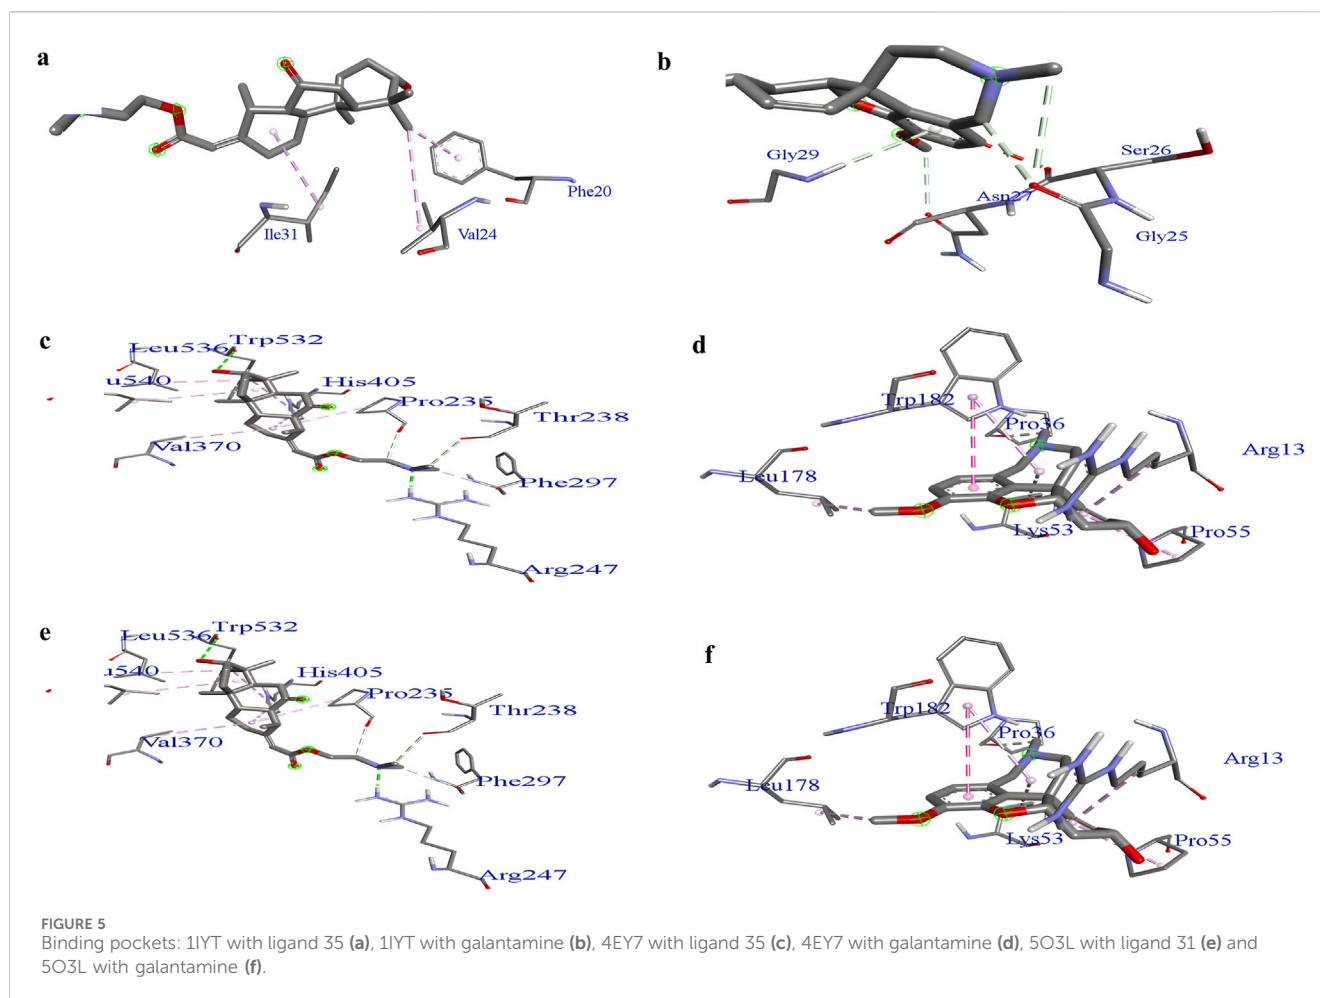 a
Phe20
Ile31
Val24
b
Gly29
Ser26
Asn27
Gly25
c
Leu536
Trp532
u540
His405
Pro235
Thr238
Val370
Phe297
Arg247
d
Trp182
Pro36
Arg13
Leu178
Lys53
Pro55
e
Leu536
Trp532
u540
His405
Pro235
Thr238
Val370
Phe297
Arg247
f
Trp182
Pro36
Arg13
Leu178
Lys53
Pro55
FIGURE 5
Binding pockets: 1IYT with ligand 35 (a), 1IYT with galantamine (b), 4EY7 with ligand 35 (c), 4EY7 with galantamine (d), 5O3L with ligand 31 (e) and
5O3L with galantamine (f).